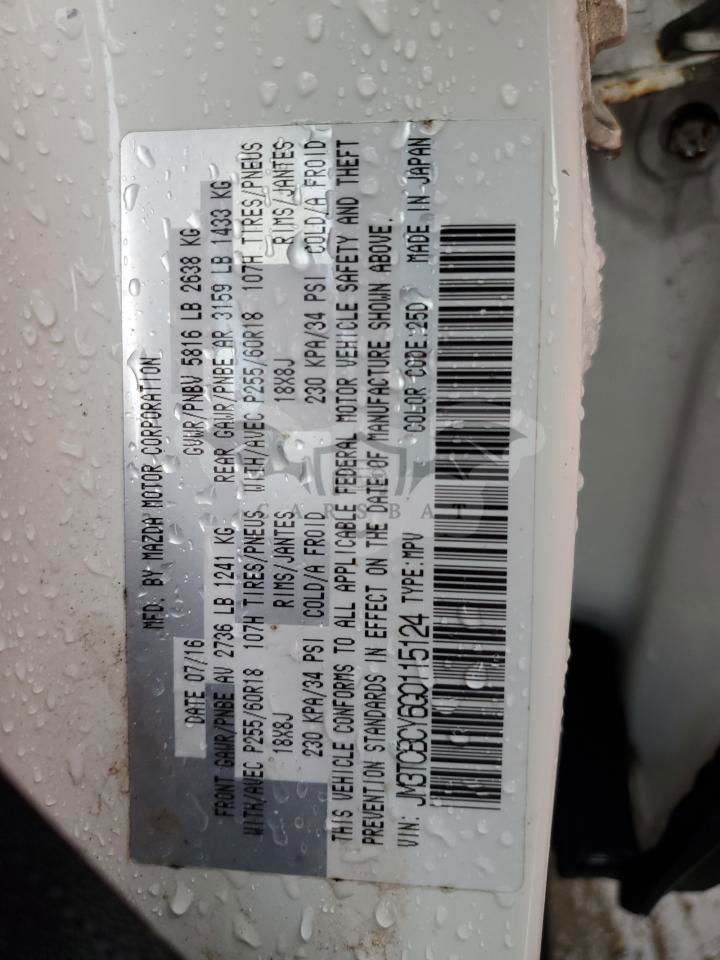 MFD. BY MAZDA MOTOR CORPORATION
DATE 07/16 GVWR/PNBV 5816 LB 2638 KG
FRONT GAWR/PNBE AV 2736 LB 1241 KG REAR GAWR/PNBE AR 3159 LB 1433 KG
WITH/AVEC P255/60R18 107H TIRES/PNEUS WITH/AVEC P255/60R18 107H TIRES/PNEUS
18X8J RIMS/JANTES 18X8J RIMS/JANTES
230 KPA/34 PSI COLD/A FROID 230 KPA/34 PSI COLD/A FROID
THIS VEHICLE CONFORMS TO ALL APPLICABLE FEDERAL MOTOR VEHICLE SAFETY AND THEFT
PREVENTION STANDARDS IN EFFECT ON THE DATE OF MANUFACTURE SHOWN ABOVE.
VIN: JM3TCBCY6G0115124 TYPE:MPV COLOR CODE:25D MADE IN JAPAN
CARSBAT